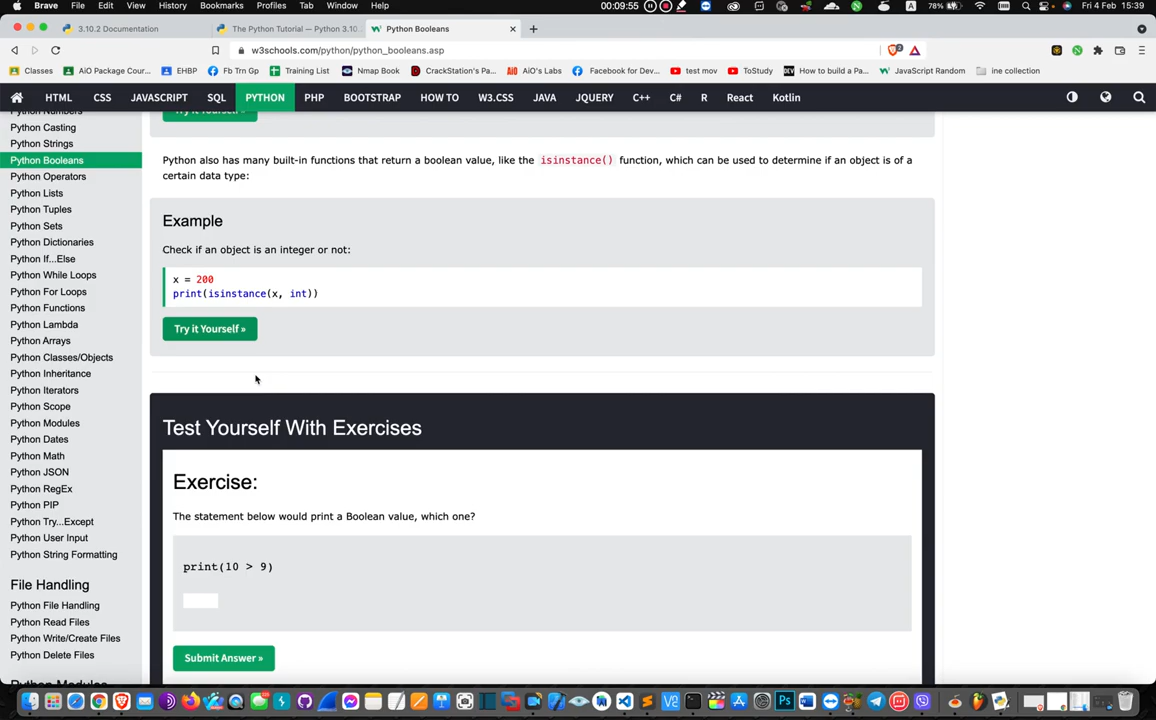 Brave File Edit View History Bookmarks Profiles Tab Window Help 00:09:55 A 78% Fri 4 Feb 15:39
3.10.2 Documentation The Python Tutorial — Python 3.10. Python Booleans
w3schools.com/python/python_booleans.asp
Classes AiO Package Cour... EHBP Fb Trn Gp Training List Nmap Book CrackStation's Pa... AiO's Labs Facebook for Dev... test mov ToStudy How to build a Pa... JavaScript Random ine collection
HTML CSS JAVASCRIPT SQL PYTHON PHP BOOTSTRAP HOW TO W3.CSS JAVA JQUERY C++ C# R React Kotlin
Python Numbers
Python Casting
Python Strings
Python Booleans
Python Operators
Python Lists
Python Tuples
Python Sets
Python Dictionaries
Python If...Else
Python While Loops
Python For Loops
Python Functions
Python Lambda
Python Arrays
Python Classes/Objects
Python Inheritance
Python Iterators
Python Scope
Python Modules
Python Dates
Python Math
Python JSON
Python RegEx
Python PIP
Python Try...Except
Python User Input
Python String Formatting
File Handling
Python File Handling
Python Read Files
Python Write/Create Files
Python Delete Files
Python Modules
Try it Yourself »
Python also has many built-in functions that return a boolean value, like the isinstance() function, which can be used to determine if an object is of a
certain data type:
Example
Check if an object is an integer or not:
x = 200
print(isinstance(x, int))
Try it Yourself »
Test Yourself With Exercises
Exercise:
The statement below would print a Boolean value, which one?
print(10 > 9)
Submit Answer »